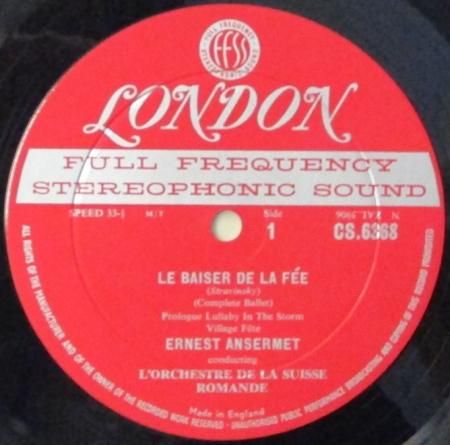 FULL FREQUENCY
FFSS
STEREOPHONIC SOUND
LONDON
FULL FREQUENCY
STEREOPHONIC SOUND
SPEED 33⅓
M/T
Side
1
CS.6368
LE BAISER DE LA FÉE
(Stravinsky)
(Complete Ballet)
Prologue Lullaby In The Storm
Village Fête
ERNEST ANSERMET
conducting
L'ORCHESTRE DE LA SUISSE
ROMANDE
Made in England
ALL RIGHTS OF THE MANUFACTURER, AND OF THE OWNER OF THE RECORDED WORK RESERVED - UNAUTHORISED PUBLIC PERFORMANCE BROADCASTING AND COPYING OF THIS RECORD PROHIBITED